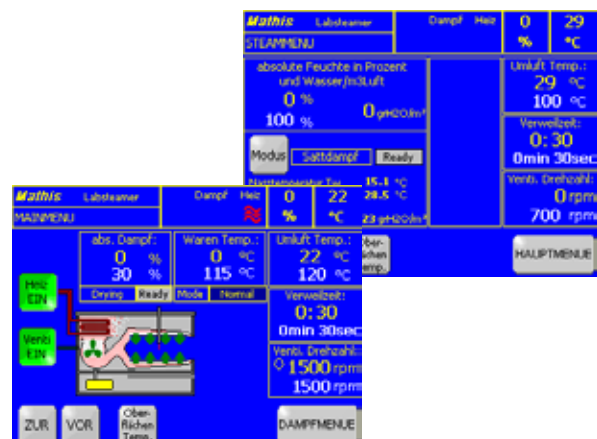 Mathis Labsteamer Dampf Heiz 0 29
STEAMMENU % °C
absolute Feuchte in Prozent
und Wasser/m3Luft
0 %
100 %
0 grH2O/m³
Modus Sattdampf Ready
15.1 °C
28.5 °C
23 grH2O/m³
Umluft Temp.:
29 °C
100 °C
Verweilzeit:
0:30
0min 30sec
Venti. Drehzahl:
0 rpm
700 rpm
HAUPTMENUE
Mathis Labsteamer Dampf Heiz 0 22
MAINMENU % °C
abs. Dampf:
0 %
30 %
Waren Temp.:
0 °C
115 °C
Umluft Temp.:
22 °C
120 °C
Drying Ready Mode Normal
Heiz
EIN
Venti
EIN
Verweilzeit:
0:30
0min 30sec
Venti. Drehzahl:
1500 rpm
1500 rpm
ZUR VOR
Ober-
flächen
Temp.
DAMPFMENUE